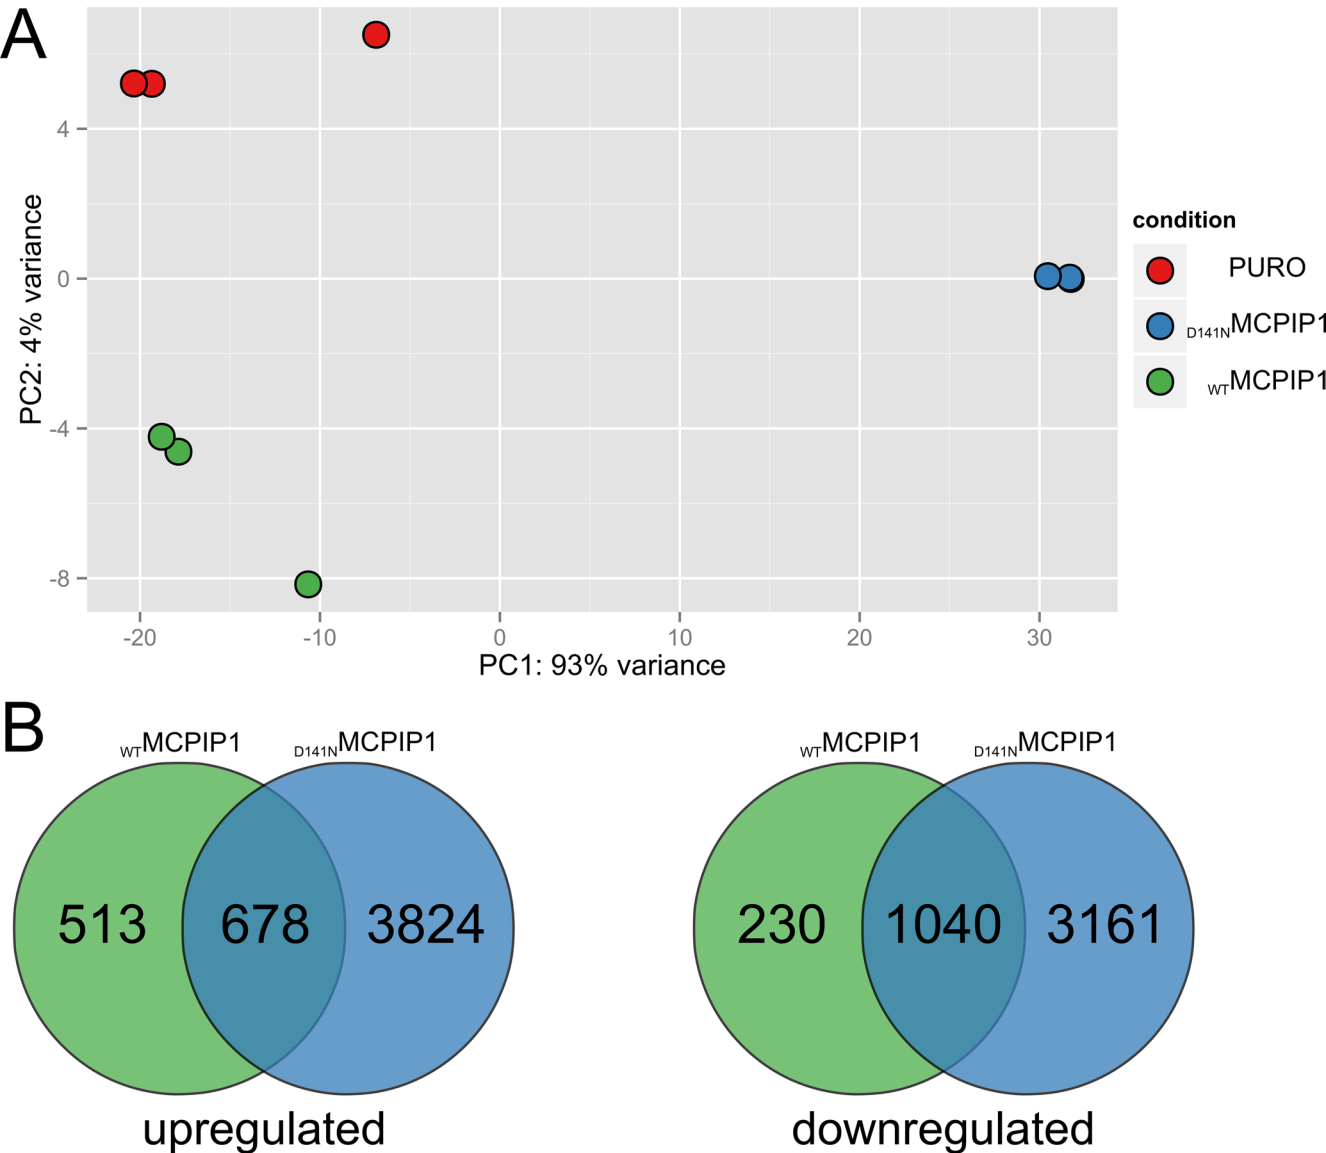 A
4
0
-4
-8
PC2: 4% variance
-20 -10 0 10 20 30
PC1: 93% variance
condition
PURO
D141NMCPIP1
WTMCPIP1
B
WTMCPIP1 D141NMCPIP1
513 678 3824
upregulated
WTMCPIP1 D141NMCPIP1
230 1040 3161
downregulated